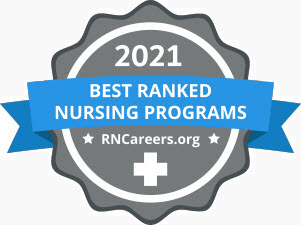 2021
BEST RANKED
NURSING PROGRAMS
RNCareers.org